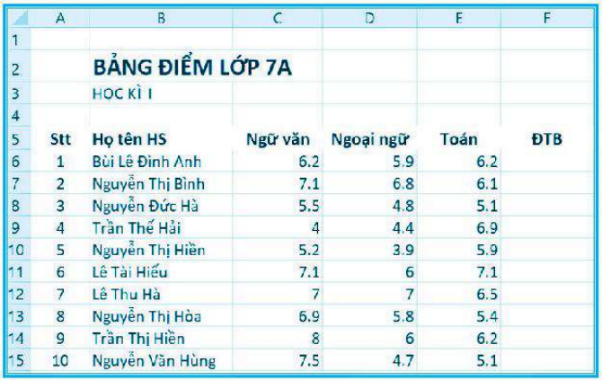 A B C D E F
1
2 BẢNG ĐIỂM LỚP 7A
3 HỌC KÌ I
4
5 Stt Họ tên HS Ngữ văn Ngoại ngữ Toán ĐTB
6 1 Bùi Lê Đình Anh 6.2 5.9 6.2
7 2 Nguyễn Thị Bình 7.1 6.8 6.1
8 3 Nguyễn Đức Hà 5.5 4.8 5.1
9 4 Trần Thế Hải 4 4.4 6.9
10 5 Nguyễn Thị Hiền 5.2 3.9 5.9
11 6 Lê Tài Hiếu 7.1 6 7.1
12 7 Lê Thu Hà 7 7 6.5
13 8 Nguyễn Thị Hòa 6.9 5.8 5.4
14 9 Trần Thị Hiền 8 6 6.2
15 10 Nguyễn Văn Hùng 7.5 4.7 5.1